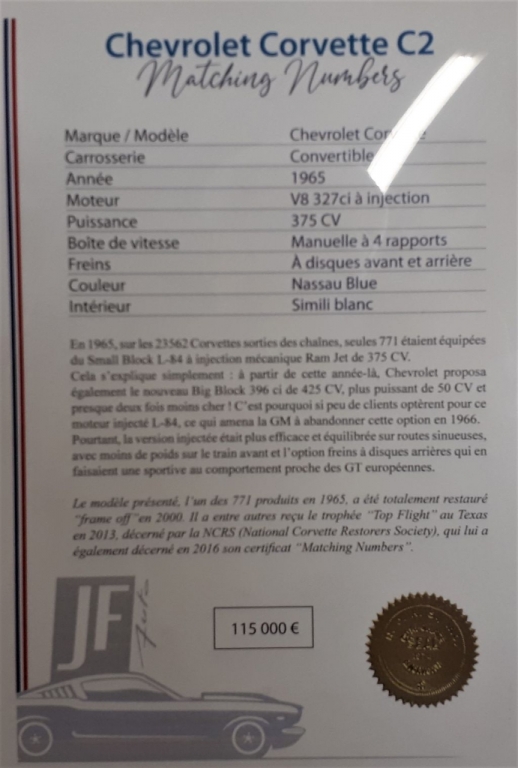 Chevrolet Corvette C2
Matching Numbers
Marque / Modèle Chevrolet
Carrosserie Convertible
Année 1965
Moteur V8 327ci à injection
Puissance 375 CV
Boîte de vitesse Manuelle à 4 rapports
Freins À disques avant et arrière
Couleur Nassau Blue
Intérieur Simili blanc
En 1965, sur les 23562 Corvettes sorties des chaînes, seules 771 étaient équipées
du Small Block L-84 à injection mécanique Ram Jet de 375 CV.
Cela s'explique simplement : à partir de cette année-là, Chevrolet proposa
également le nouveau Big Block 396 ci de 425 CV, plus puissant de 50 CV et
presque deux fois moins cher ! C'est pourquoi si peu de clients optèrent pour ce
moteur injecté L-84, ce qui amena la GM à abandonner cette option en 1966.
Pourtant, la version injectée était plus efficace et équilibrée sur routes sinueuses,
avec moins de poids sur le train avant et l'option freins à disques arrières qui en
faisaient une sportive au comportement proche des GT européennes.
Le modèle présenté, l'un des 771 produits en 1965, a été totalement restauré
"frame off" en 2000. Il a entre autres reçu le trophée "Top Flight" au Texas
en 2013, décerné par la NCRS (National Corvette Restorers Society), qui lui a
également décerné en 2016 son certificat "Matching Numbers".
JF
115 000 €